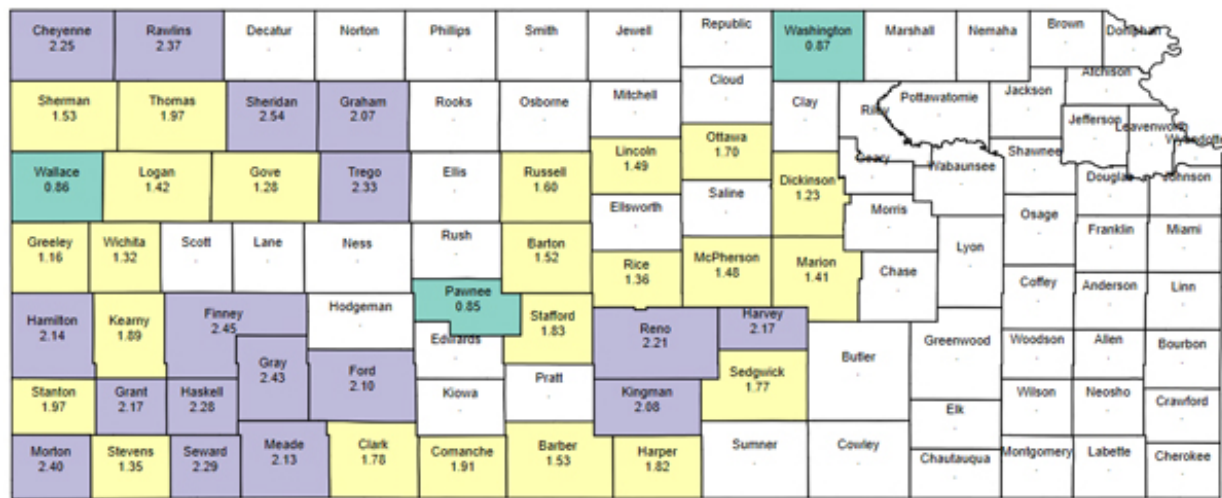 Cheyenne
2.25
Rawlins
2.37
Decatur
-
Norton
-
Phillips
-
Smith
-
Jewell
-
Republic
-
Washington
0.87
Marshall
-
Nemaha
-
Brown
-
Doniphan
-
Sherman
1.53
Thomas
1.97
Sheridan
2.54
Graham
2.07
Rooks
-
Osborne
-
Mitchell
-
Cloud
-
Clay
-
Riley
Pottawatomie
-
Jackson
-
Atchison
-
Jefferson
-
Leavenworth
-
Wyandotte
Wallace
0.86
Logan
1.42
Gove
1.28
Trego
2.33
Ellis
-
Russell
1.60
Lincoln
1.49
Ottawa
1.70
Saline
-
Dickinson
1.23
Geary
-
Wabaunsee
-
Shawnee
-
Douglas
-
Johnson
-
Ellsworth
-
Morris
-
Osage
-
Greeley
1.16
Wichita
1.32
Scott
-
Lane
-
Ness
-
Rush
-
Barton
1.52
Rice
1.36
McPherson
1.48
Marion
1.41
Chase
-
Lyon
-
Franklin
-
Miami
-
Coffey
-
Anderson
-
Linn
-
Hamilton
2.14
Kearny
1.89
Finney
2.45
Hodgeman
-
Pawnee
0.85
Stafford
1.83
Edwards
-
Reno
2.21
Harvey
2.17
Butler
-
Greenwood
-
Woodson
-
Allen
-
Bourbon
-
Gray
2.43
Ford
2.10
Pratt
-
Sedgwick
1.77
Stanton
1.97
Grant
2.17
Haskell
2.28
Kiowa
-
Kingman
2.08
Elk
-
Wilson
-
Neosho
-
Crawford
-
Morton
2.40
Stevens
1.35
Seward
2.29
Meade
2.13
Clark
1.78
Comanche
1.91
Barber
1.53
Harper
1.82
Sumner
-
Cowley
-
Chautauqua
-
Montgomery
-
Labette
-
Cherokee
-